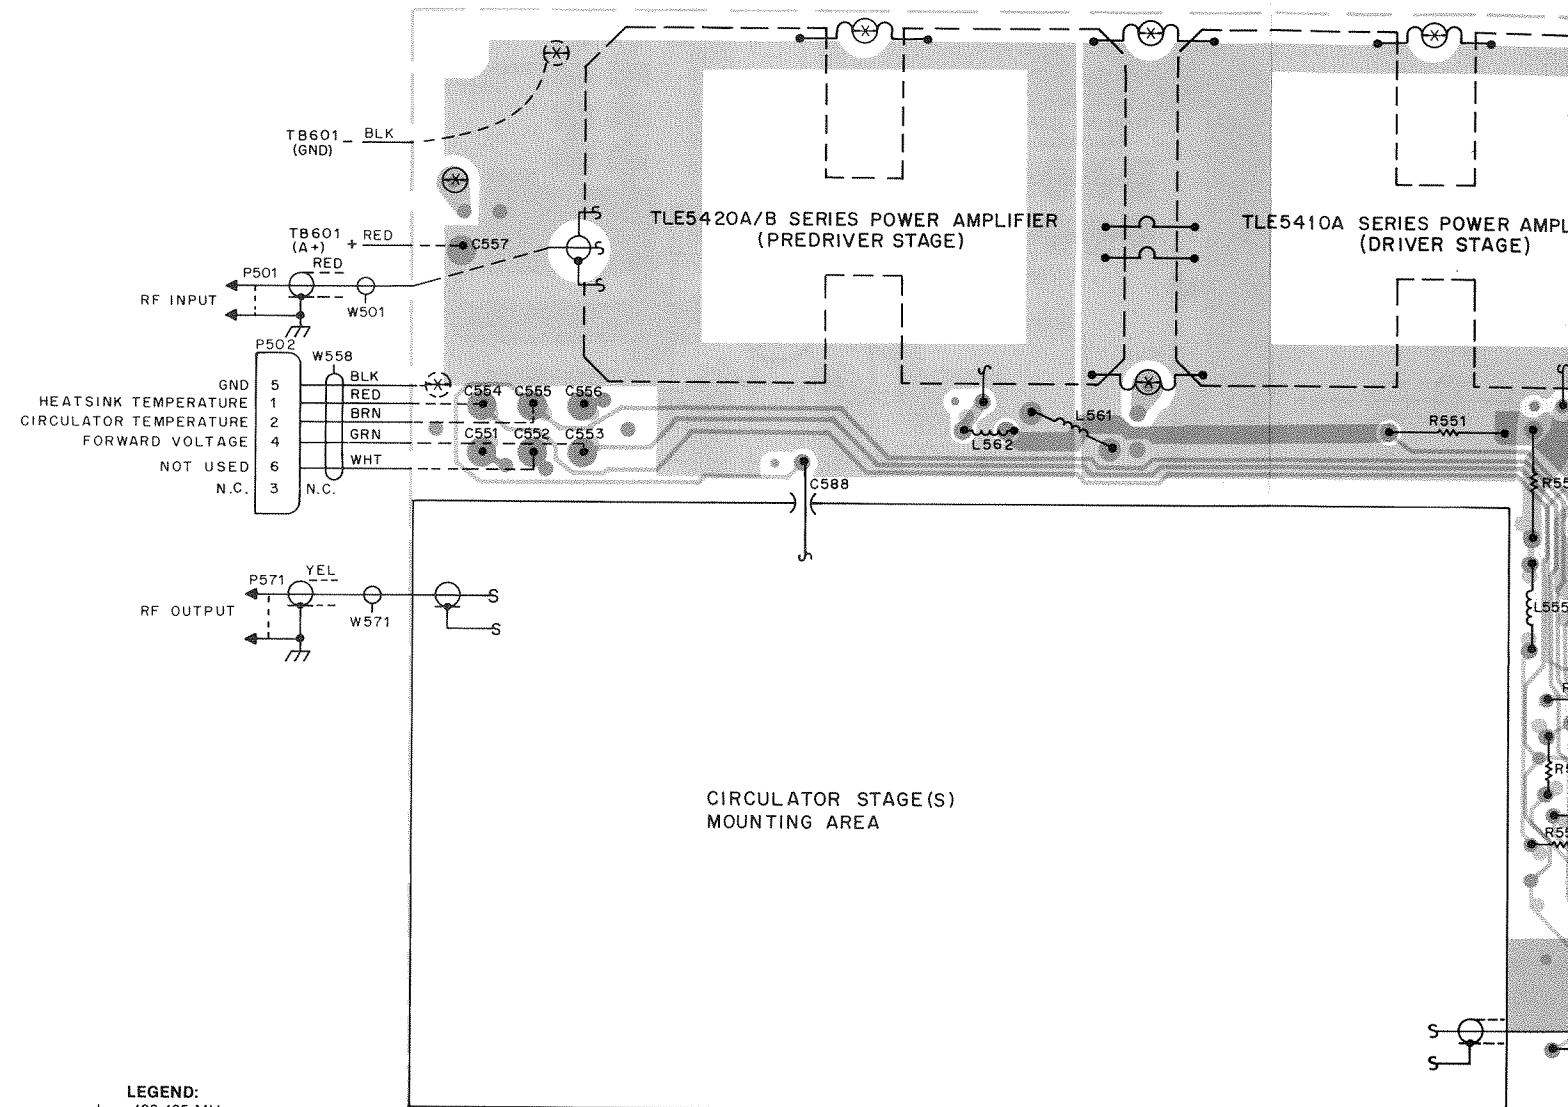 TB601 BLK
(GND)
TLE5420A/B SERIES POWER AMPLIFIER
(PREDRIVER STAGE)
TLE5410A SERIES POWER AMPL
(DRIVER STAGE)
TB601
(A+) + RED
C557
RED
P501
RF INPUT
W501
P502
W558
GND 5 BLK
HEATSINK TEMPERATURE 1 RED
CIRCULATOR TEMPERATURE 2 BRN
FORWARD VOLTAGE 4 GRN
NOT USED 6 WHT
N.C. 3 N.C.
C554 C555 C556
C551 C552 C553
L561
L562
R551
C588
R55
YEL
P571
RF OUTPUT
W571
L555
R
R5
R55
CIRCULATOR STAGE(S)
MOUNTING AREA
LEGEND: